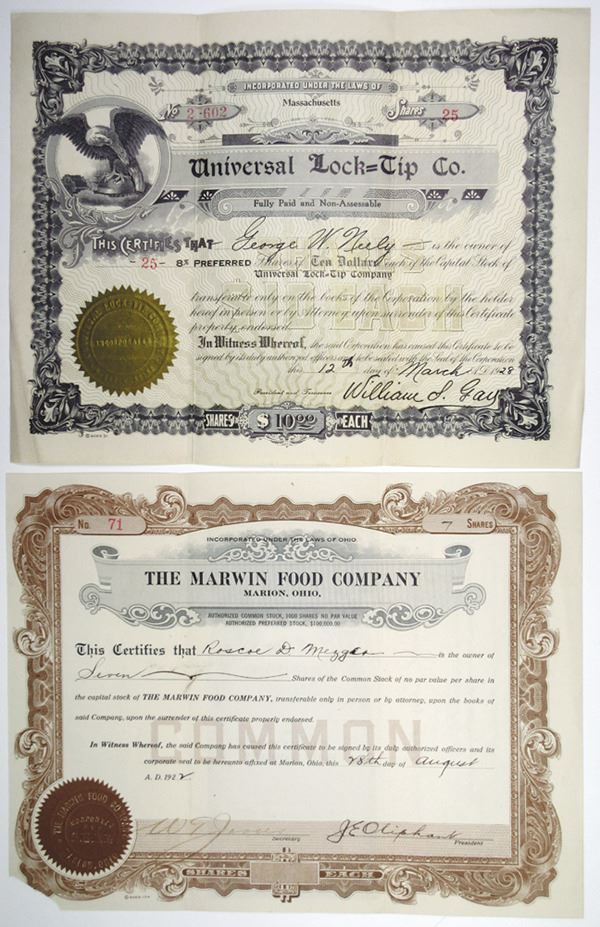 INCORPORATED UNDER THE LAWS OF
Massachusetts
No 2-602
Shares 25
Universal Lock=Tip Co.
Fully Paid and Non-Assessable
THIS CERTIFIES THAT George W. Neely is the owner of
- 25 - 8% PREFERRED Shares of Ten Dollars each of the Capital Stock of
Universal Lock-Tip Company
transferable only on the books of the Corporation by the holder
hereof in person or by Attorney upon surrender of this Certificate
properly endorsed.
In Witness Whereof, the said Corporation has caused this Certificate to be
signed by its duly authorized officers and to be sealed with the Seal of the Corporation
this 12th day of March A.D. 1928
President and Treasurer William S. Gay
INCORPORATED
SHARES $10.00 EACH
No. 71
7 SHARES
INCORPORATED UNDER THE LAWS OF OHIO
THE MARWIN FOOD COMPANY
MARION, OHIO.
AUTHORIZED COMMON STOCK, 1000 SHARES NO PAR VALUE
AUTHORIZED PREFERRED STOCK, $100,000.00
This Certifies that Roscoe D is the owner of
Seven Shares of the Common Stock of no par value per share in
the capital stock of THE MARWIN FOOD COMPANY, transferable only in person or by attorney, upon the books of
said Company, upon the surrender of this certificate properly endorsed.
COMMON
In Witness Whereof, the said Company has caused this certificate to be signed by its duly authorized officers and its
corporate seal to be hereunto affixed at Marion, Ohio, this 28th day of August
A. D. 1922
J E Oliphant
Secretary
President
THE MARWIN FOOD
SHARES EACH